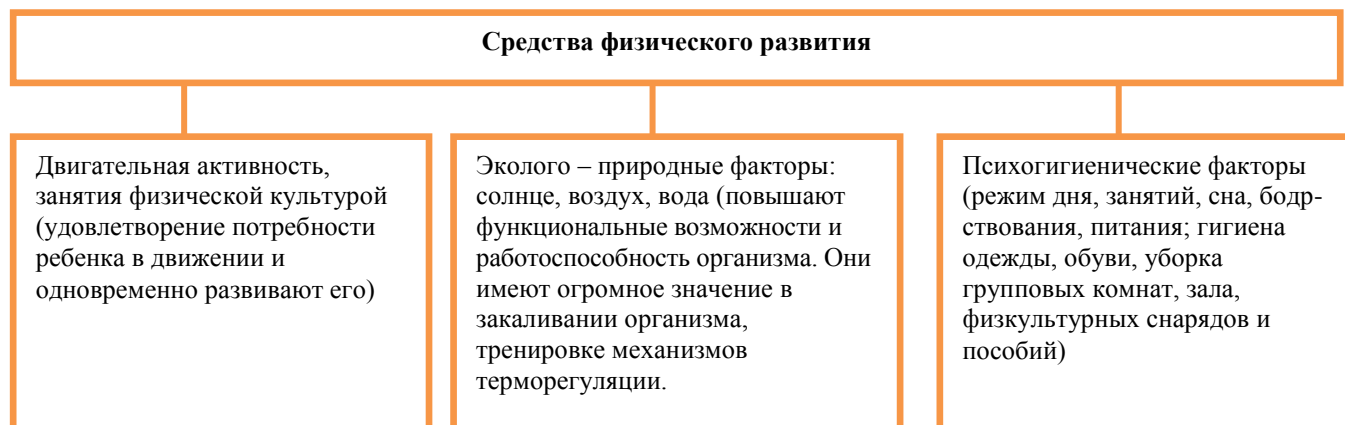 Средства физического развития
Двигательная активность,
занятия физической культурой
(удовлетворение потребности
ребенка в движении и
одновременно развивают его)
Эколого – природные факторы:
солнце, воздух, вода (повышают
функциональные возможности и
работоспособность организма. Они
имеют огромное значение в
закаливании организма,
тренировке механизмов
терморегуляции.
Психогигиенические факторы
(режим дня, занятий, сна, бодр-
ствования, питания; гигиена
одежды, обуви, уборка
групповых комнат, зала,
физкультурных снарядов и
пособий)